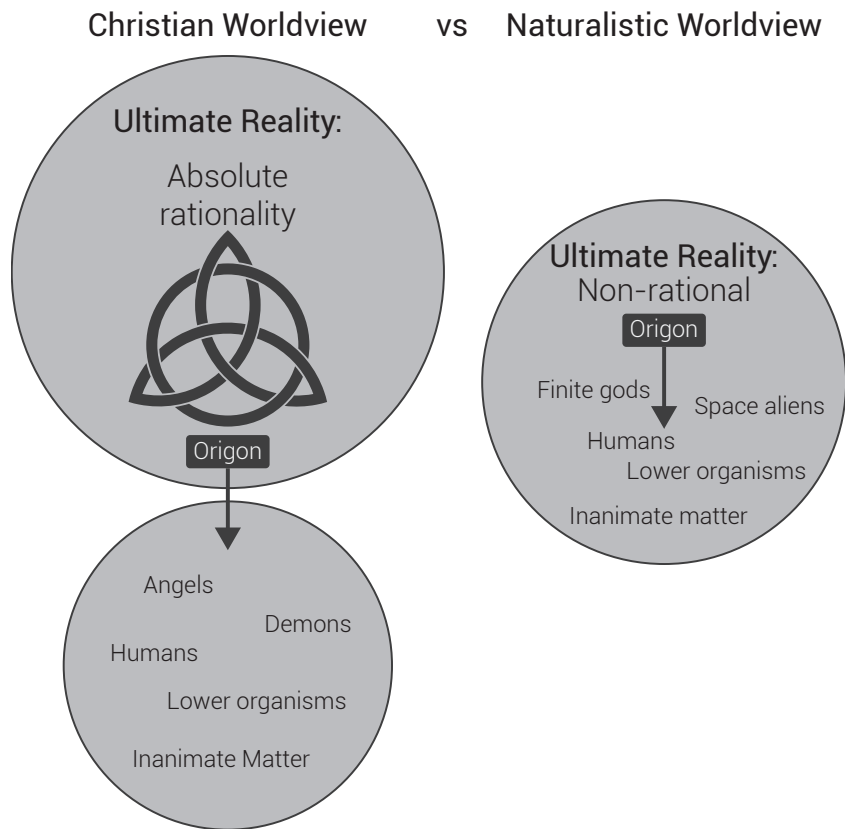 Christian Worldview vs Naturalistic Worldview
Ultimate Reality:
Absolute
rationality
Origon
Angels
Demons
Humans
Lower organisms
Inanimate Matter
Ultimate Reality:
Non-rational
Origon
Finite gods
Space aliens
Humans
Lower organisms
Inanimate matter